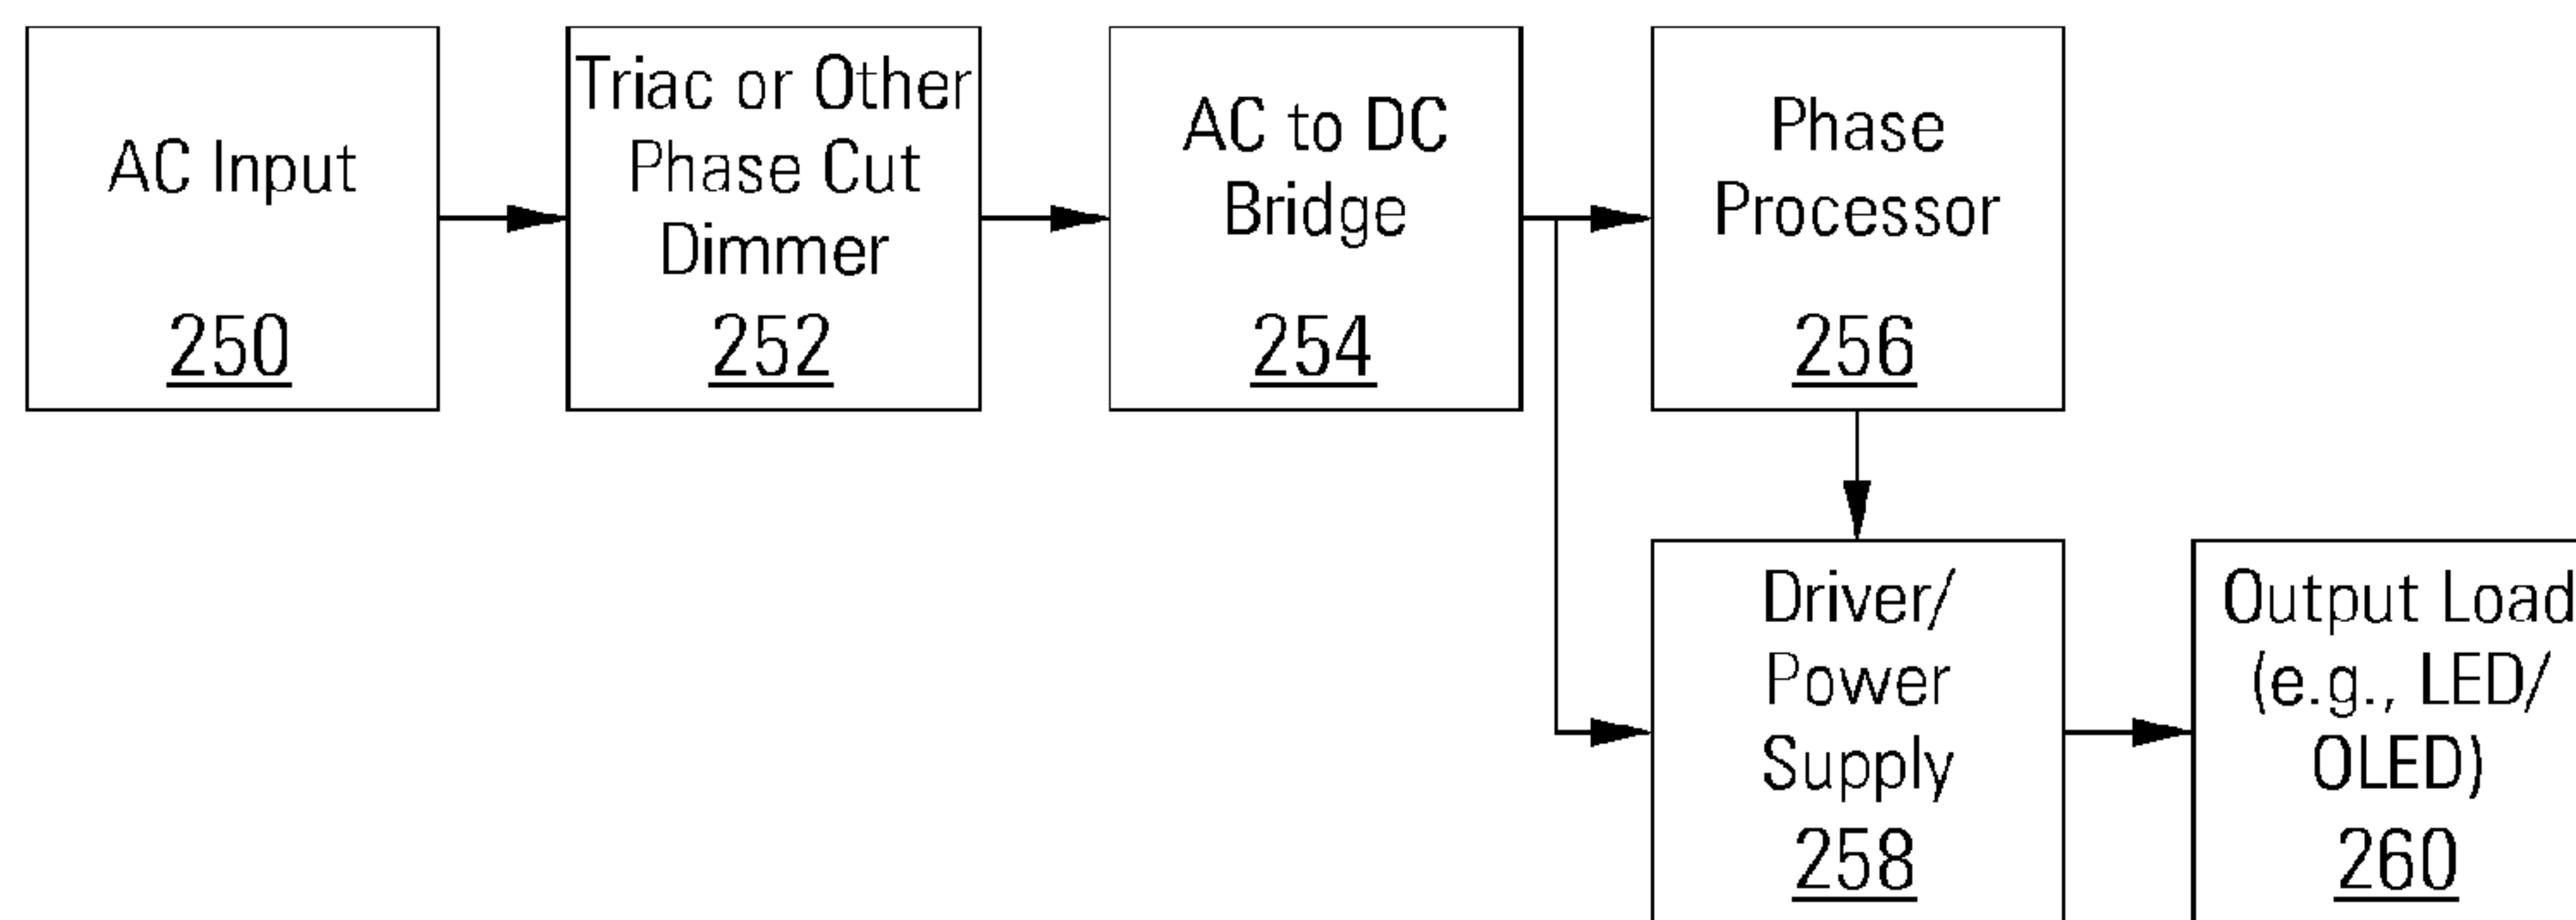 AC Input
250
Triac or Other
Phase Cut
Dimmer
252
AC to DC
Bridge
254
Phase
Processor
256
Driver/
Power
Supply
258
Output Load
(e.g., LED/
OLED)
260